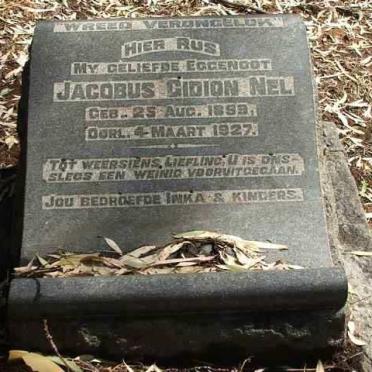 WREED VERONGELUK
HIER RUS
MY GELIEFDE EGGENOOT
JACOBUS GIDION NEL
GEB. 25 AUG. 1893.
OORL. 4 MAART 1927.
TOT WEERSIENS, LIEFLING, U IS ONS-
SLEGS EEN WEINIG VOORUITGEGAAN.
JOU BEDROEFDE INKA & KINDERS.